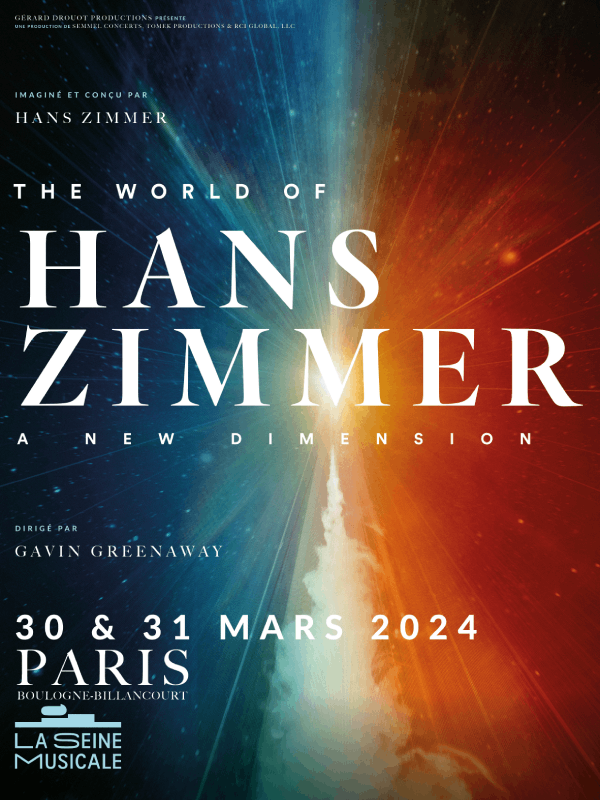 GÉRARD DROUOT PRODUCTIONS PRÉSENTE
UNE PRODUCTION DE SEMMEL CONCERTS, TOMEK PRODUCTIONS & RCI GLOBAL, LLC
IMAGINÉ ET CONÇU PAR
HANS ZIMMER
THE WORLD OF
HANS
ZIMMER
A NEW DIMENSION
DIRIGÉ PAR
GAVIN GREENAWAY
30 & 31 MARS 2024
PARIS
BOULOGNE-BILLANCOURT
LA SEINE
MUSICALE